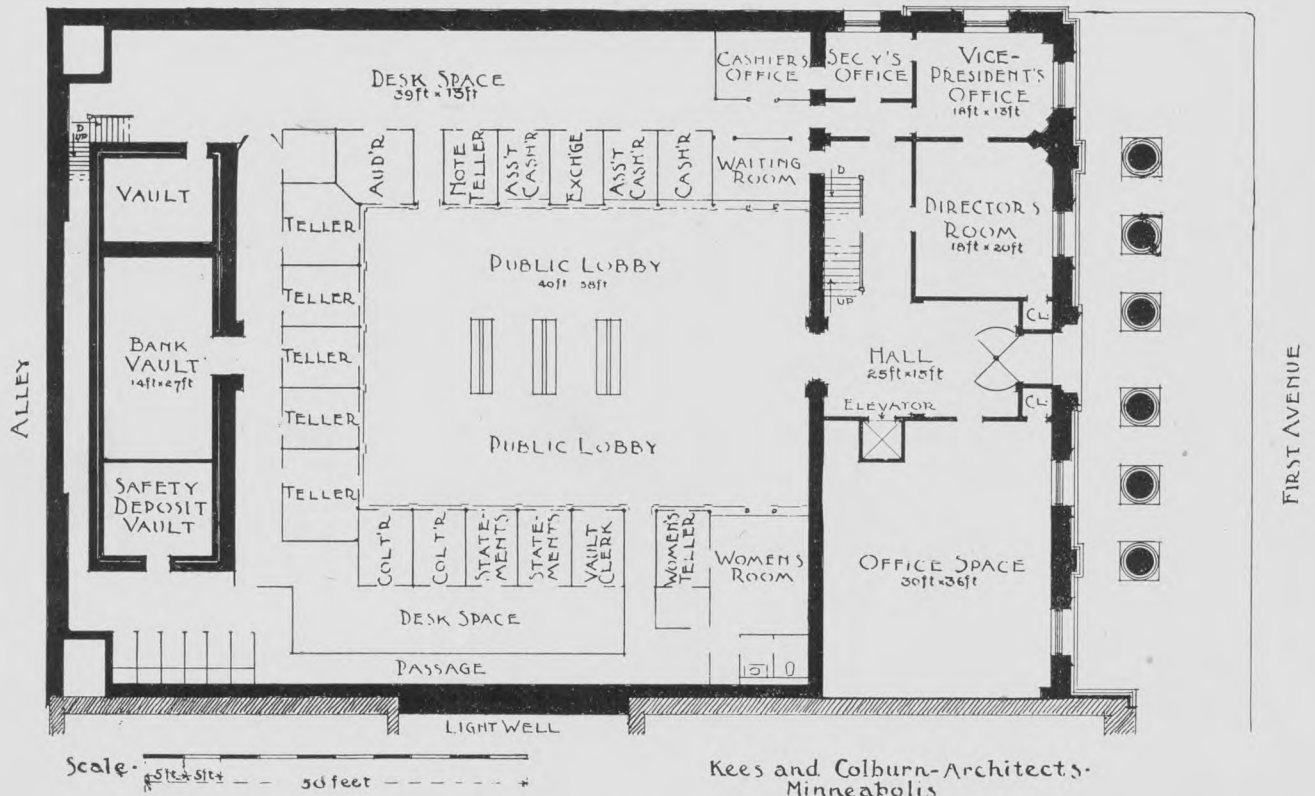 CASHIERS
OFFICE
SEC'Y'S
OFFICE
VICE-
PRESIDENT'S
OFFICE
18ft x 13ft
DESK SPACE
39ft x 13ft
D
UP
VAULT
AUD'R
NOTE
TELLER
ASS'T
CASH'R
EXCH'GE
ASS'T
CASH'R
CASH'R
WAITING
ROOM
D
UP
DIRECTORS
ROOM
18ft x 20ft
TELLER
TELLER
TELLER
TELLER
TELLER
PUBLIC LOBBY
40ft 58ft
PUBLIC LOBBY
BANK
VAULT
14ft x 27ft
SAFETY
DEPOSIT
VAULT
HALL
25ft x 15ft
CL.
CL.
ELEVATOR
ALLEY
FIRST AVENUE
COLT'R
COLT'R
STATE-
MENTS
STATE-
MENTS
VAULT
CLERK
WOMEN'S
TELLER
WOMENS
ROOM
OFFICE SPACE
30ft x 36ft
DESK SPACE
PASSAGE
LIGHT WELL
Scale.
5ft x 5ft
50 feet
Kees and Colburn-Architects.
Minneapolis